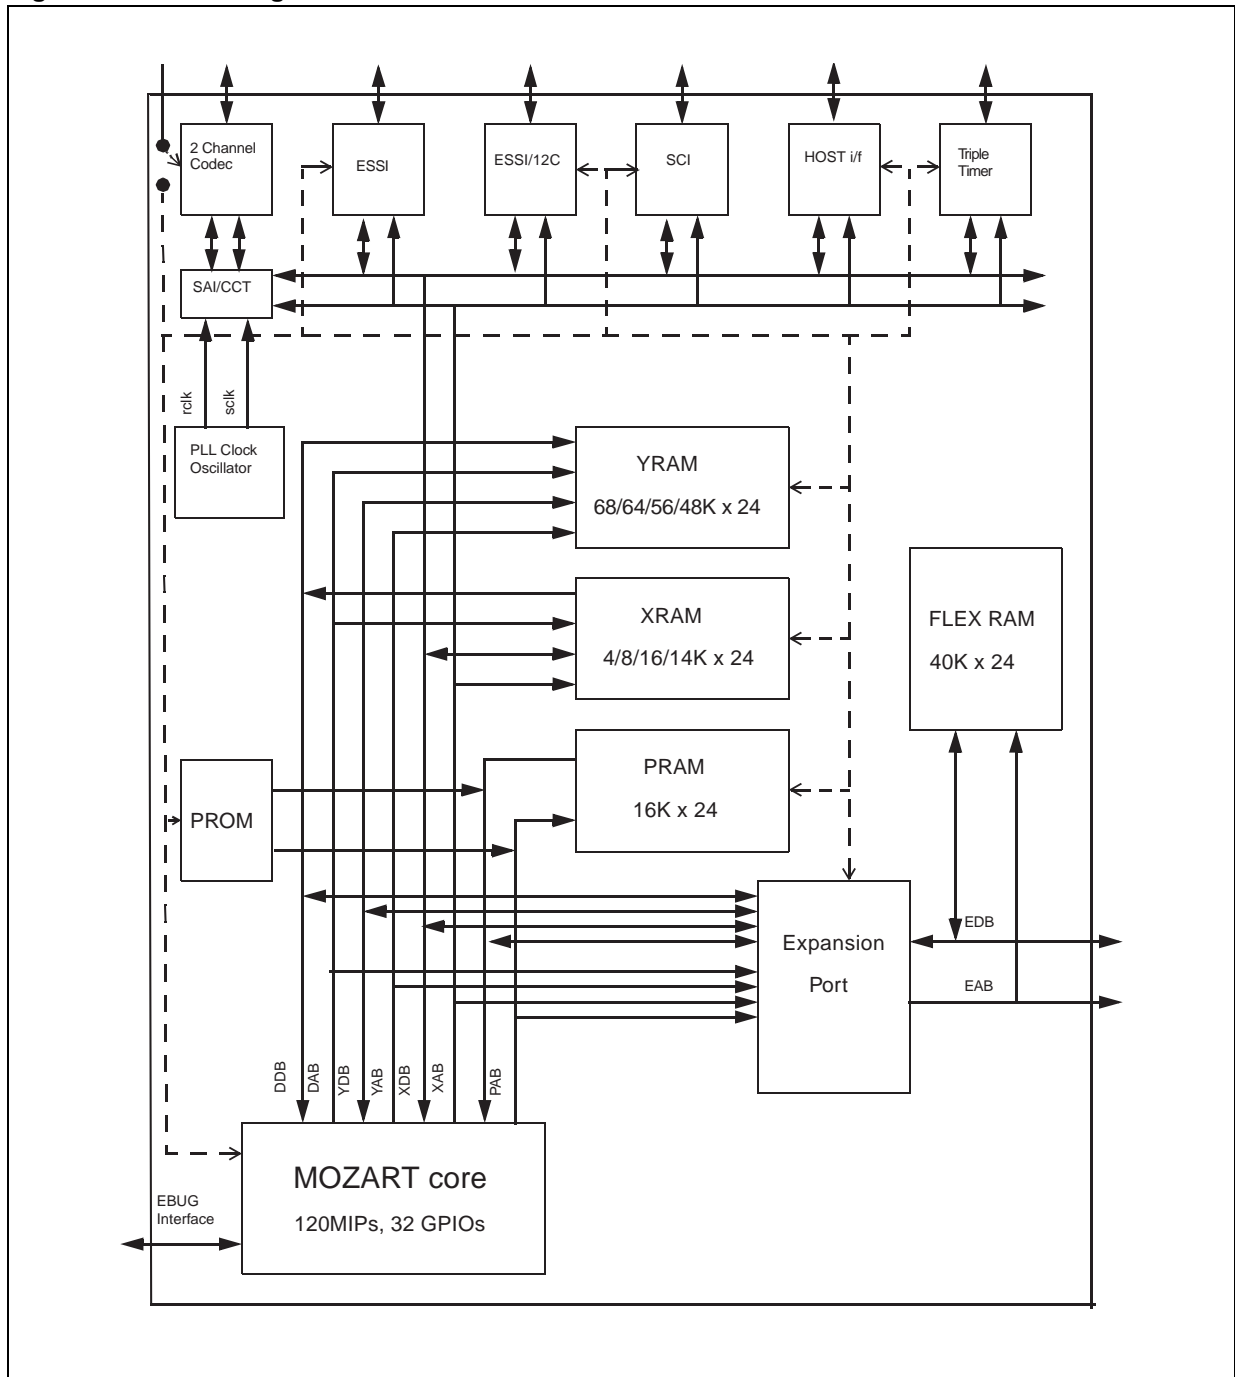 2 Channel
Codec
ESSI
ESSI/12C
SCI
HOST i/f
Triple
Timer
SAI/CCT
rclk
sclk
PLL Clock
Oscillator
YRAM
68/64/56/48K x 24
XRAM
4/8/16/14K x 24
FLEX RAM
40K x 24
PRAM
16K x 24
PROM
Expansion
Port
EDB
EAB
DDB
DAB
YDB
YAB
XDB
XAB
PAB
MOZART core
120MIPs, 32 GPIOs
EBUG
Interface